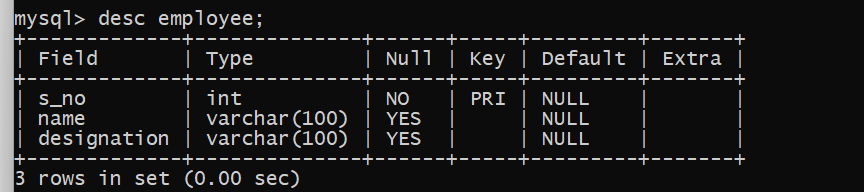 mysql> desc employee;
+-------------+--------------+------+-----+---------+-------+
| Field       | Type         | Null | Key | Default | Extra |
+-------------+--------------+------+-----+---------+-------+
| s_no        | int          | NO   | PRI | NULL    |       |
| name        | varchar(100) | YES  |     | NULL    |       |
| designation | varchar(100) | YES  |     | NULL    |       |
+-------------+--------------+------+-----+---------+-------+
3 rows in set (0.00 sec)